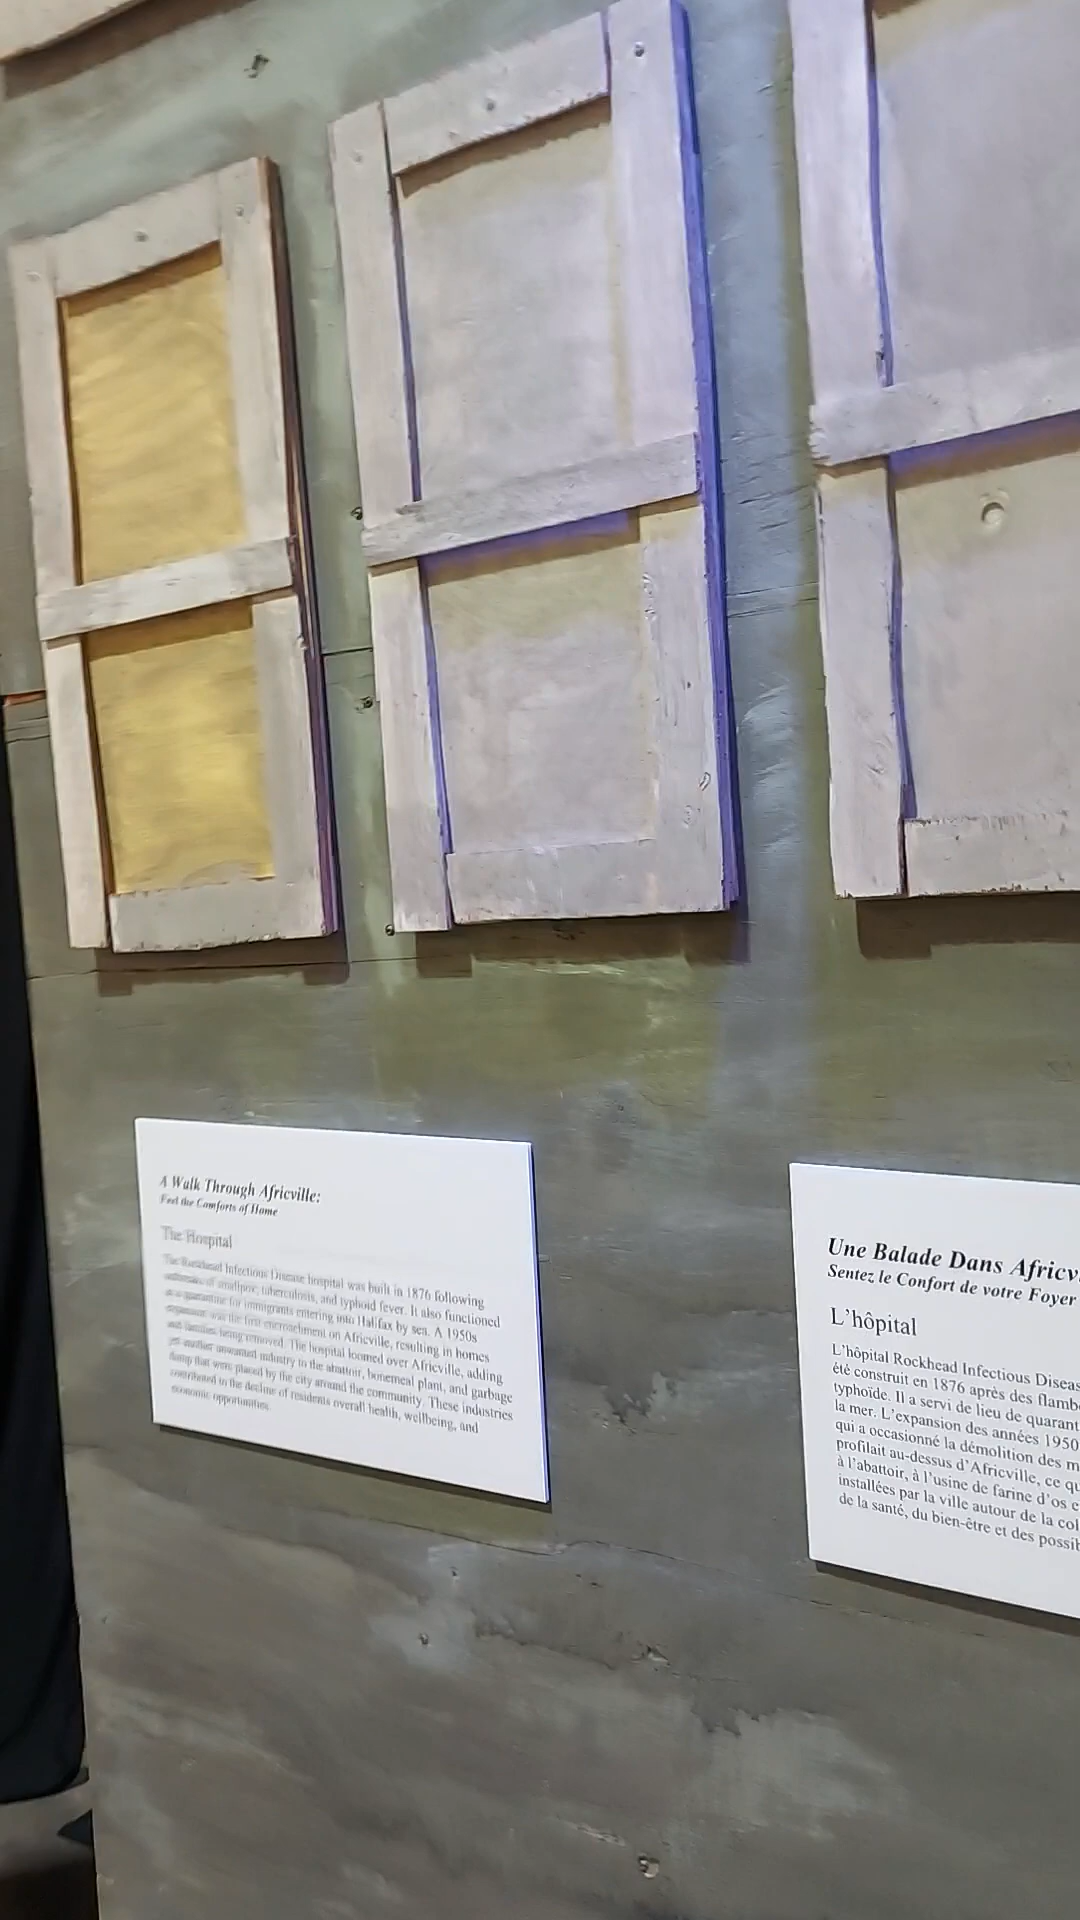 A Walk Through Africville:
Feel the Comforts of Home
The Hospital
The Rockhead Infectious Disease hospital was built in 1876 following
outbreaks of smallpox, tuberculosis, and typhoid fever. It also functioned
as a quarantine for immigrants entering into Halifax by sea. A 1950s
expansion was the first encroachment on Africville, resulting in homes
and families being removed. The hospital loomed over Africville, adding
yet another unwanted industry to the abattoir, bonemeal plant, and garbage
dump that were placed by the city around the community. These industries
contributed to the decline of residents overall health, wellbeing, and
economic opportunities.
Une Balade Dans Africv
Sentez le Confort de votre Foyer
L'hôpital
L'hôpital Rockhead Infectious Diseas
été construit en 1876 après des flamb
typhoïde. Il a servi de lieu de quarant
la mer. L'expansion des années 1950
qui a occasionné la démolition des m
profilait au-dessus d'Africville, ce qu
à l'abattoir, à l'usine de farine d'os e
installées par la ville autour de la col
de la santé, du bien-être et des possib